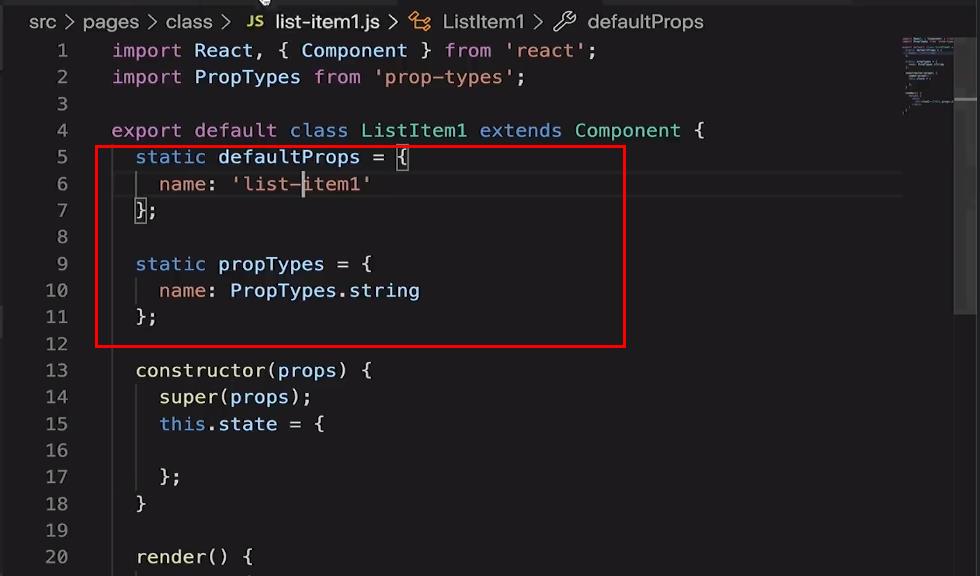 src > pages > class > JS list-item1.js > ListItem1 > defaultProps
1 import React, { Component } from 'react';
2 import PropTypes from 'prop-types';
3
4 export default class ListItem1 extends Component {
5 static defaultProps = {
6 name: 'list-item1'
7 };
8
9 static propTypes = {
10 name: PropTypes.string
11 };
12
13 constructor(props) {
14 super(props);
15 this.state = {
16
17 };
18 }
19
20 render() {